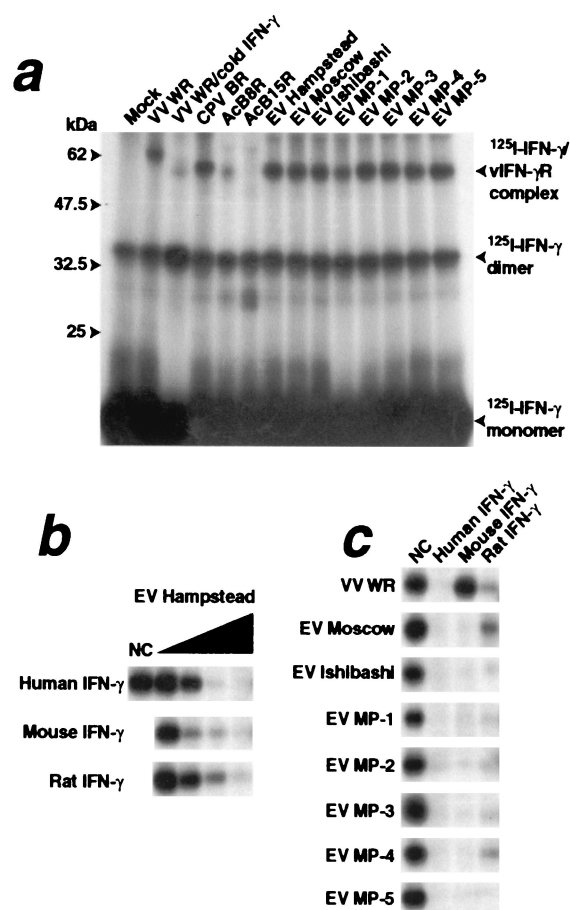 a
Mock
VV WR
VV WR/cold IFN-γ
CPV BR
AcB8R
AcB15R
EV Hampstead
EV Moscow
EV Ishibashi
EV MP-1
EV MP-2
EV MP-3
EV MP-4
EV MP-5
kDa
62
47.5
32.5
25
¹²⁵I-IFN-γ/
vIFN-γR
complex
¹²⁵I-IFN-γ
dimer
¹²⁵I-IFN-γ
monomer
b
EV Hampstead
NC
Human IFN-γ
Mouse IFN-γ
Rat IFN-γ
c
NC
Human IFN-γ
Mouse IFN-γ
Rat IFN-γ
VV WR
EV Moscow
EV Ishibashi
EV MP-1
EV MP-2
EV MP-3
EV MP-4
EV MP-5